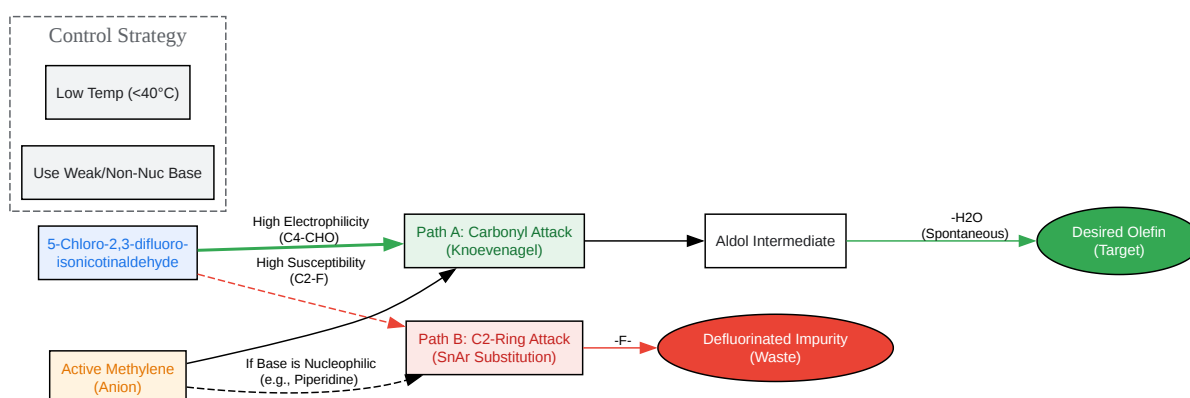 Control Strategy
Low Temp (<40°C)
Use Weak/Non-Nuc Base
5-Chloro-2,3-difluoro-
isonicotinaldehyde
High Electrophilicity
(C4-CHO)
High Susceptibility
(C2-F)
Path A: Carbonyl Attack
(Knoevenagel)
Aldol Intermediate
-H2O
(Spontaneous)
Desired Olefin
(Target)
Active Methylene
(Anion)
If Base is Nucleophilic
(e.g., Piperidine)
Path B: C2-Ring Attack
(SnAr Substitution)
-F-
Defluorinated Impurity
(Waste)